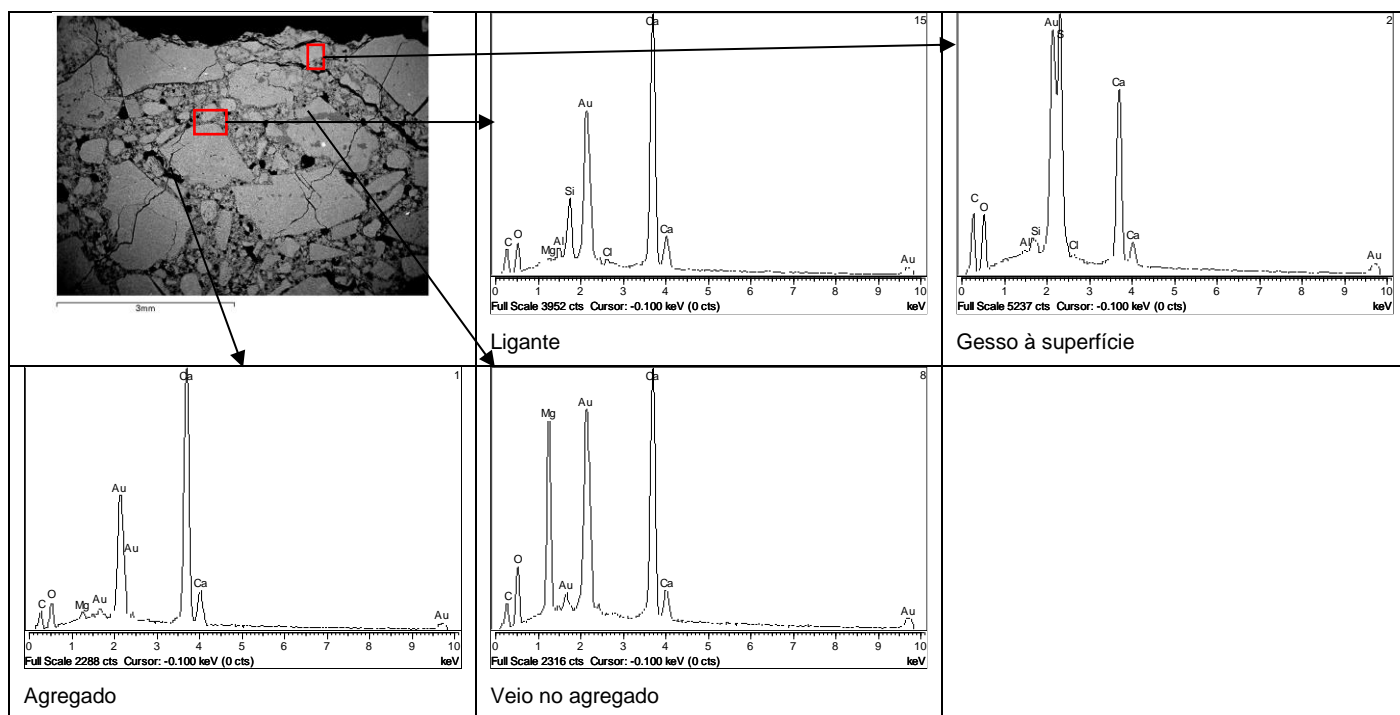 3mm
15
Ca
Au
Si
C
O
Mg
Al
Cl
Ca
Au
0 1 2 3 4 5 6 7 8 9 10
Full Scale 3952 cts Cursor: -0.100 keV (0 cts) keV
Ligante
2
Au
S
Ca
C
O
Al
Si
Cl
Ca
Au
0 1 2 3 4 5 6 7 8 9 10
Full Scale 5237 cts Cursor: -0.100 keV (0 cts) keV
Gesso à superfície
1
Ca
Au
Au
C
O
Mg
Au
Ca
Au
0 1 2 3 4 5 6 7 8 9 10
Full Scale 2288 cts Cursor: -0.100 keV (0 cts) keV
Agregado
8
Ca
Mg
Au
O
C
Au
Ca
Au
0 1 2 3 4 5 6 7 8 9 10
Full Scale 2316 cts Cursor: -0.100 keV (0 cts) keV
Veio no agregado